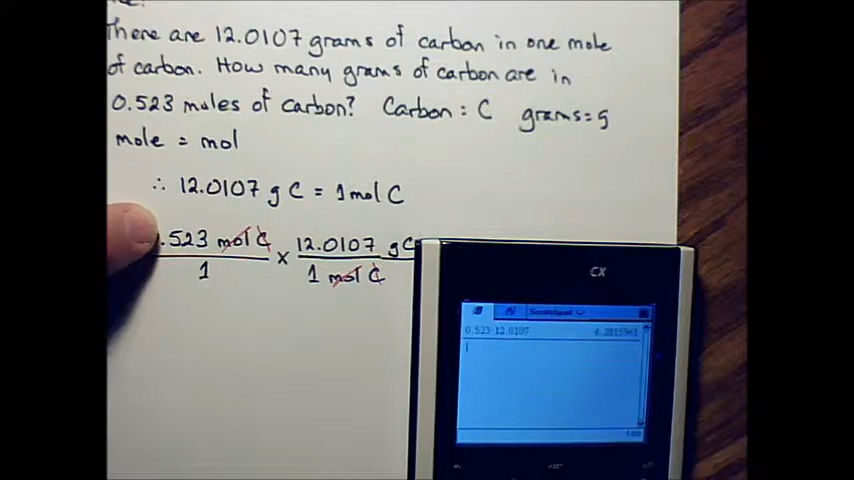 There are 12.0107 grams of carbon in one mole
of carbon. How many grams of carbon are in
0.523 moles of carbon? Carbon : C grams = g
mole = mol
∴ 12.0107 g C = 1 mol C
.523 mol C x 12.0107 g C
1 1 mol C
CX
Scratchpad
0.523·12.0107 6.28159E1